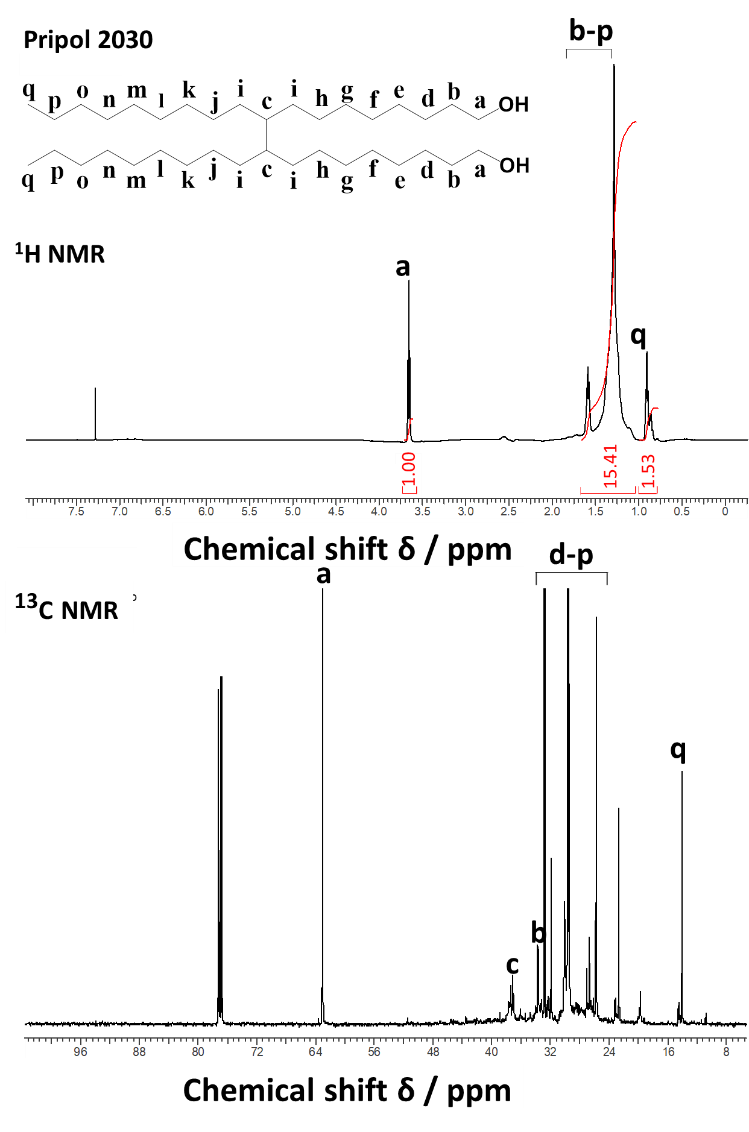 Pripol 2030
b-p
q p o n m l k j i c i h g f e d b a OH
q p o n m l k j i c i h g f e d b a OH
¹H NMR
a
q
1.00
15.41
1.53
7.5 7.0 6.5 6.0 5.5 5.0 4.5 4.0 3.5 3.0 2.5 2.0 1.5 1.0 0.5 0
Chemical shift δ / ppm
a
d-p
¹³C NMR
q
b
c
96 88 80 72 64 56 48 40 32 24 16 8
Chemical shift δ / ppm